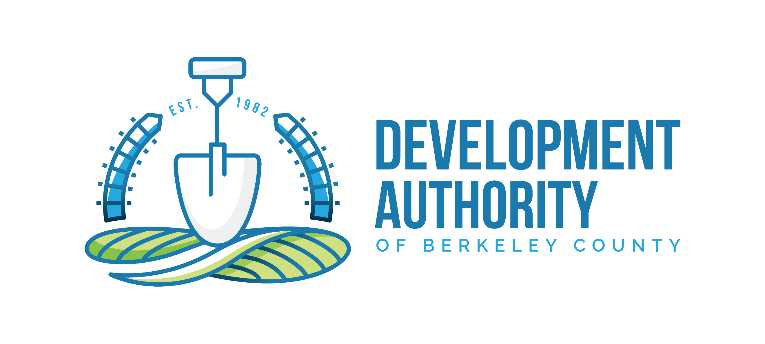 EST. 1982
DEVELOPMENT
AUTHORITY
OF BERKELEY COUNTY